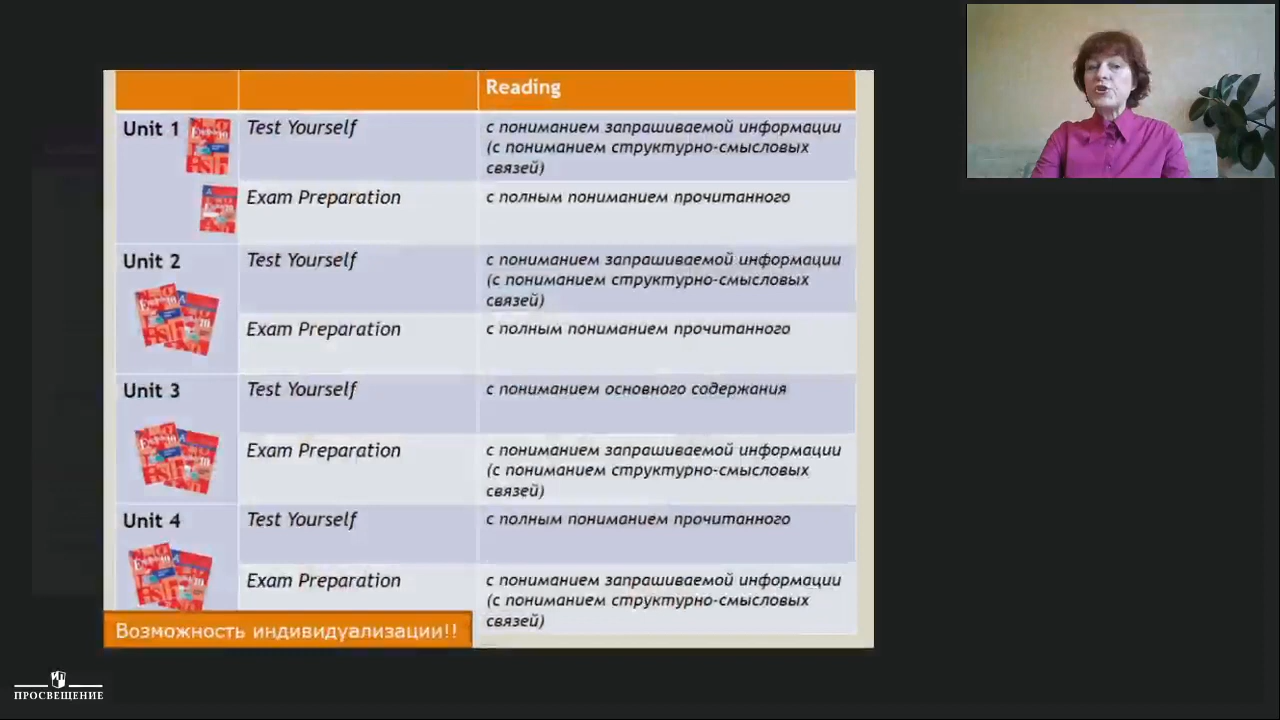 Reading
Unit 1
Test Yourself
с пониманием запрашиваемой информации
(с пониманием структурно-смысловых
связей)
Exam Preparation
с полным пониманием прочитанного
Unit 2
Test Yourself
с пониманием запрашиваемой информации
(с пониманием структурно-смысловых
связей)
Exam Preparation
с полным пониманием прочитанного
Unit 3
Test Yourself
с пониманием основного содержания
Exam Preparation
с пониманием запрашиваемой информации
(с пониманием структурно-смысловых
связей)
Unit 4
Test Yourself
с полным пониманием прочитанного
Exam Preparation
с пониманием запрашиваемой информации
(с пониманием структурно-смысловых
связей)
Возможность индивидуализации!!
ПРОСВЕЩЕНИЕ